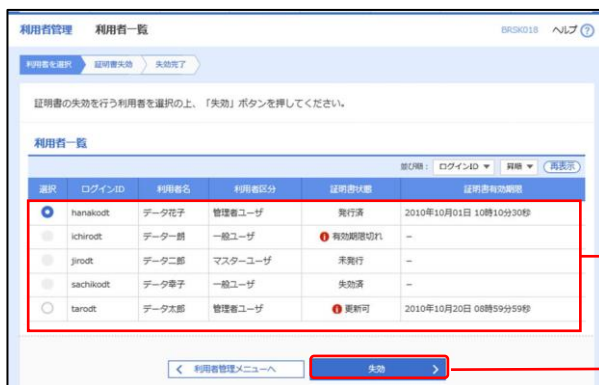 利用者管理 利用者一覧 BRSK018 ヘルプ ?
利用者を選択 証明書失効 失効完了
証明書の失効を行う利用者を選択の上、「失効」ボタンを押してください。
利用者一覧
並び順： ログインID ▼ 昇順 ▼ 再表示
選択 ログインID 利用者名 利用者区分 証明書状態 証明書有効期限
hanakodt データ花子 管理者ユーザ 発行済 2010年10月01日 10時10分30秒
ichirodt データ一郎 一般ユーザ ! 有効期限切れ －
jirodt データ二郎 マスターユーザ 未発行 －
sachikodt データ幸子 一般ユーザ 失効済 －
tarodt データ太郎 管理者ユーザ ! 更新可 2010年10月20日 08時59分59秒
< 利用者管理メニューへ 失効 >